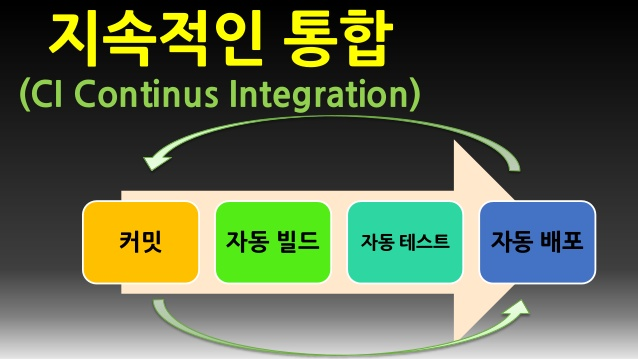 지속적인 통합
(CI Continus Integration)
커밋
자동 빌드
자동 테스트
자동 배포